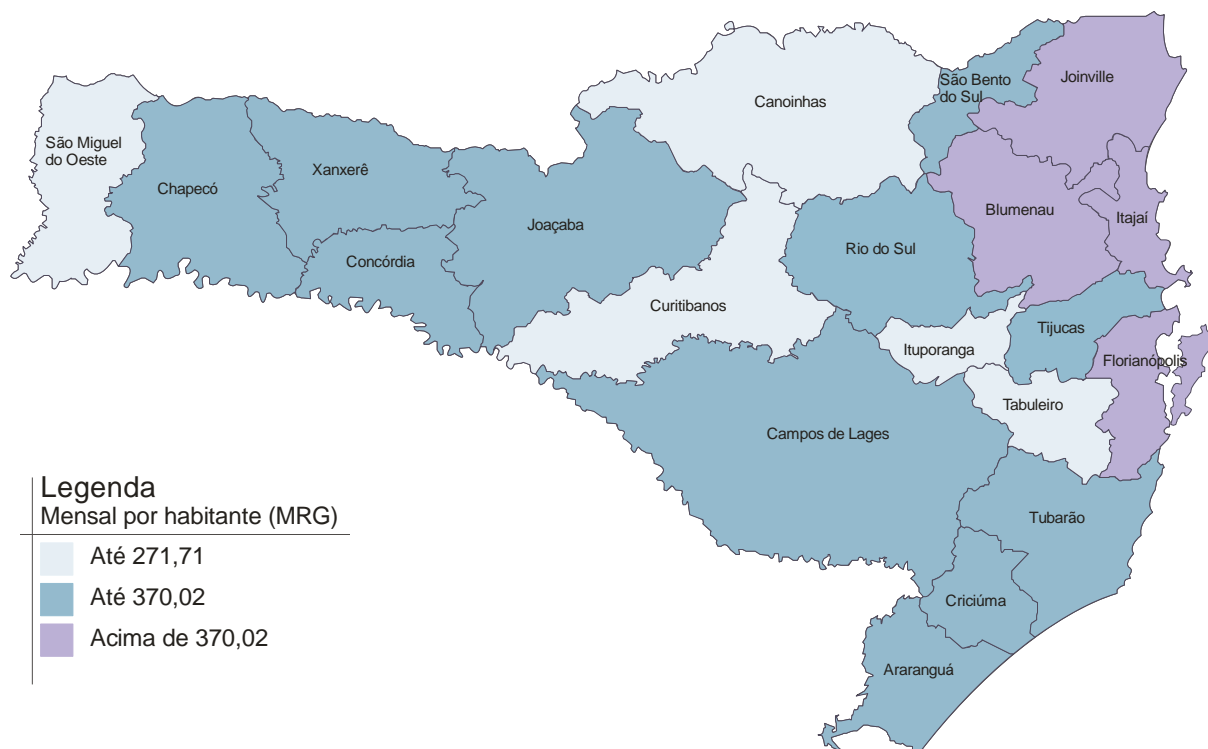 Joinville
São Bento
do Sul
Canoinhas
São Miguel
do Oeste
Xanxerê
Chapecó
Blumenau
Itajaí
Joaçaba
Rio do Sul
Concórdia
Curitibanos
Tijucas
Ituporanga
Florianópolis
Tabuleiro
Campos de Lages
Tubarão
Criciúma
Araranguá
Legenda
Mensal por habitante (MRG)
Até 271,71
Até 370,02
Acima de 370,02